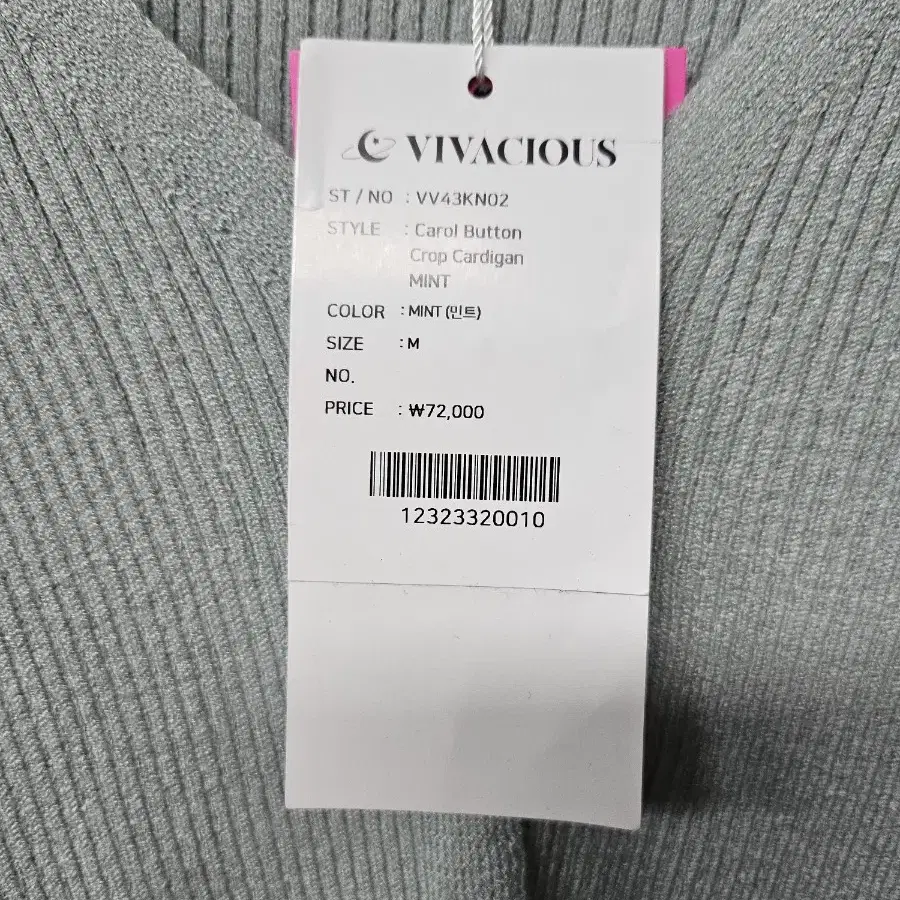 VIVACIOUS
ST / NO : VV43KN02
STYLE : Carol Button
Crop Cardigan
MINT
COLOR : MINT (민트)
SIZE : M
NO.
PRICE : ₩72,000
12323320010